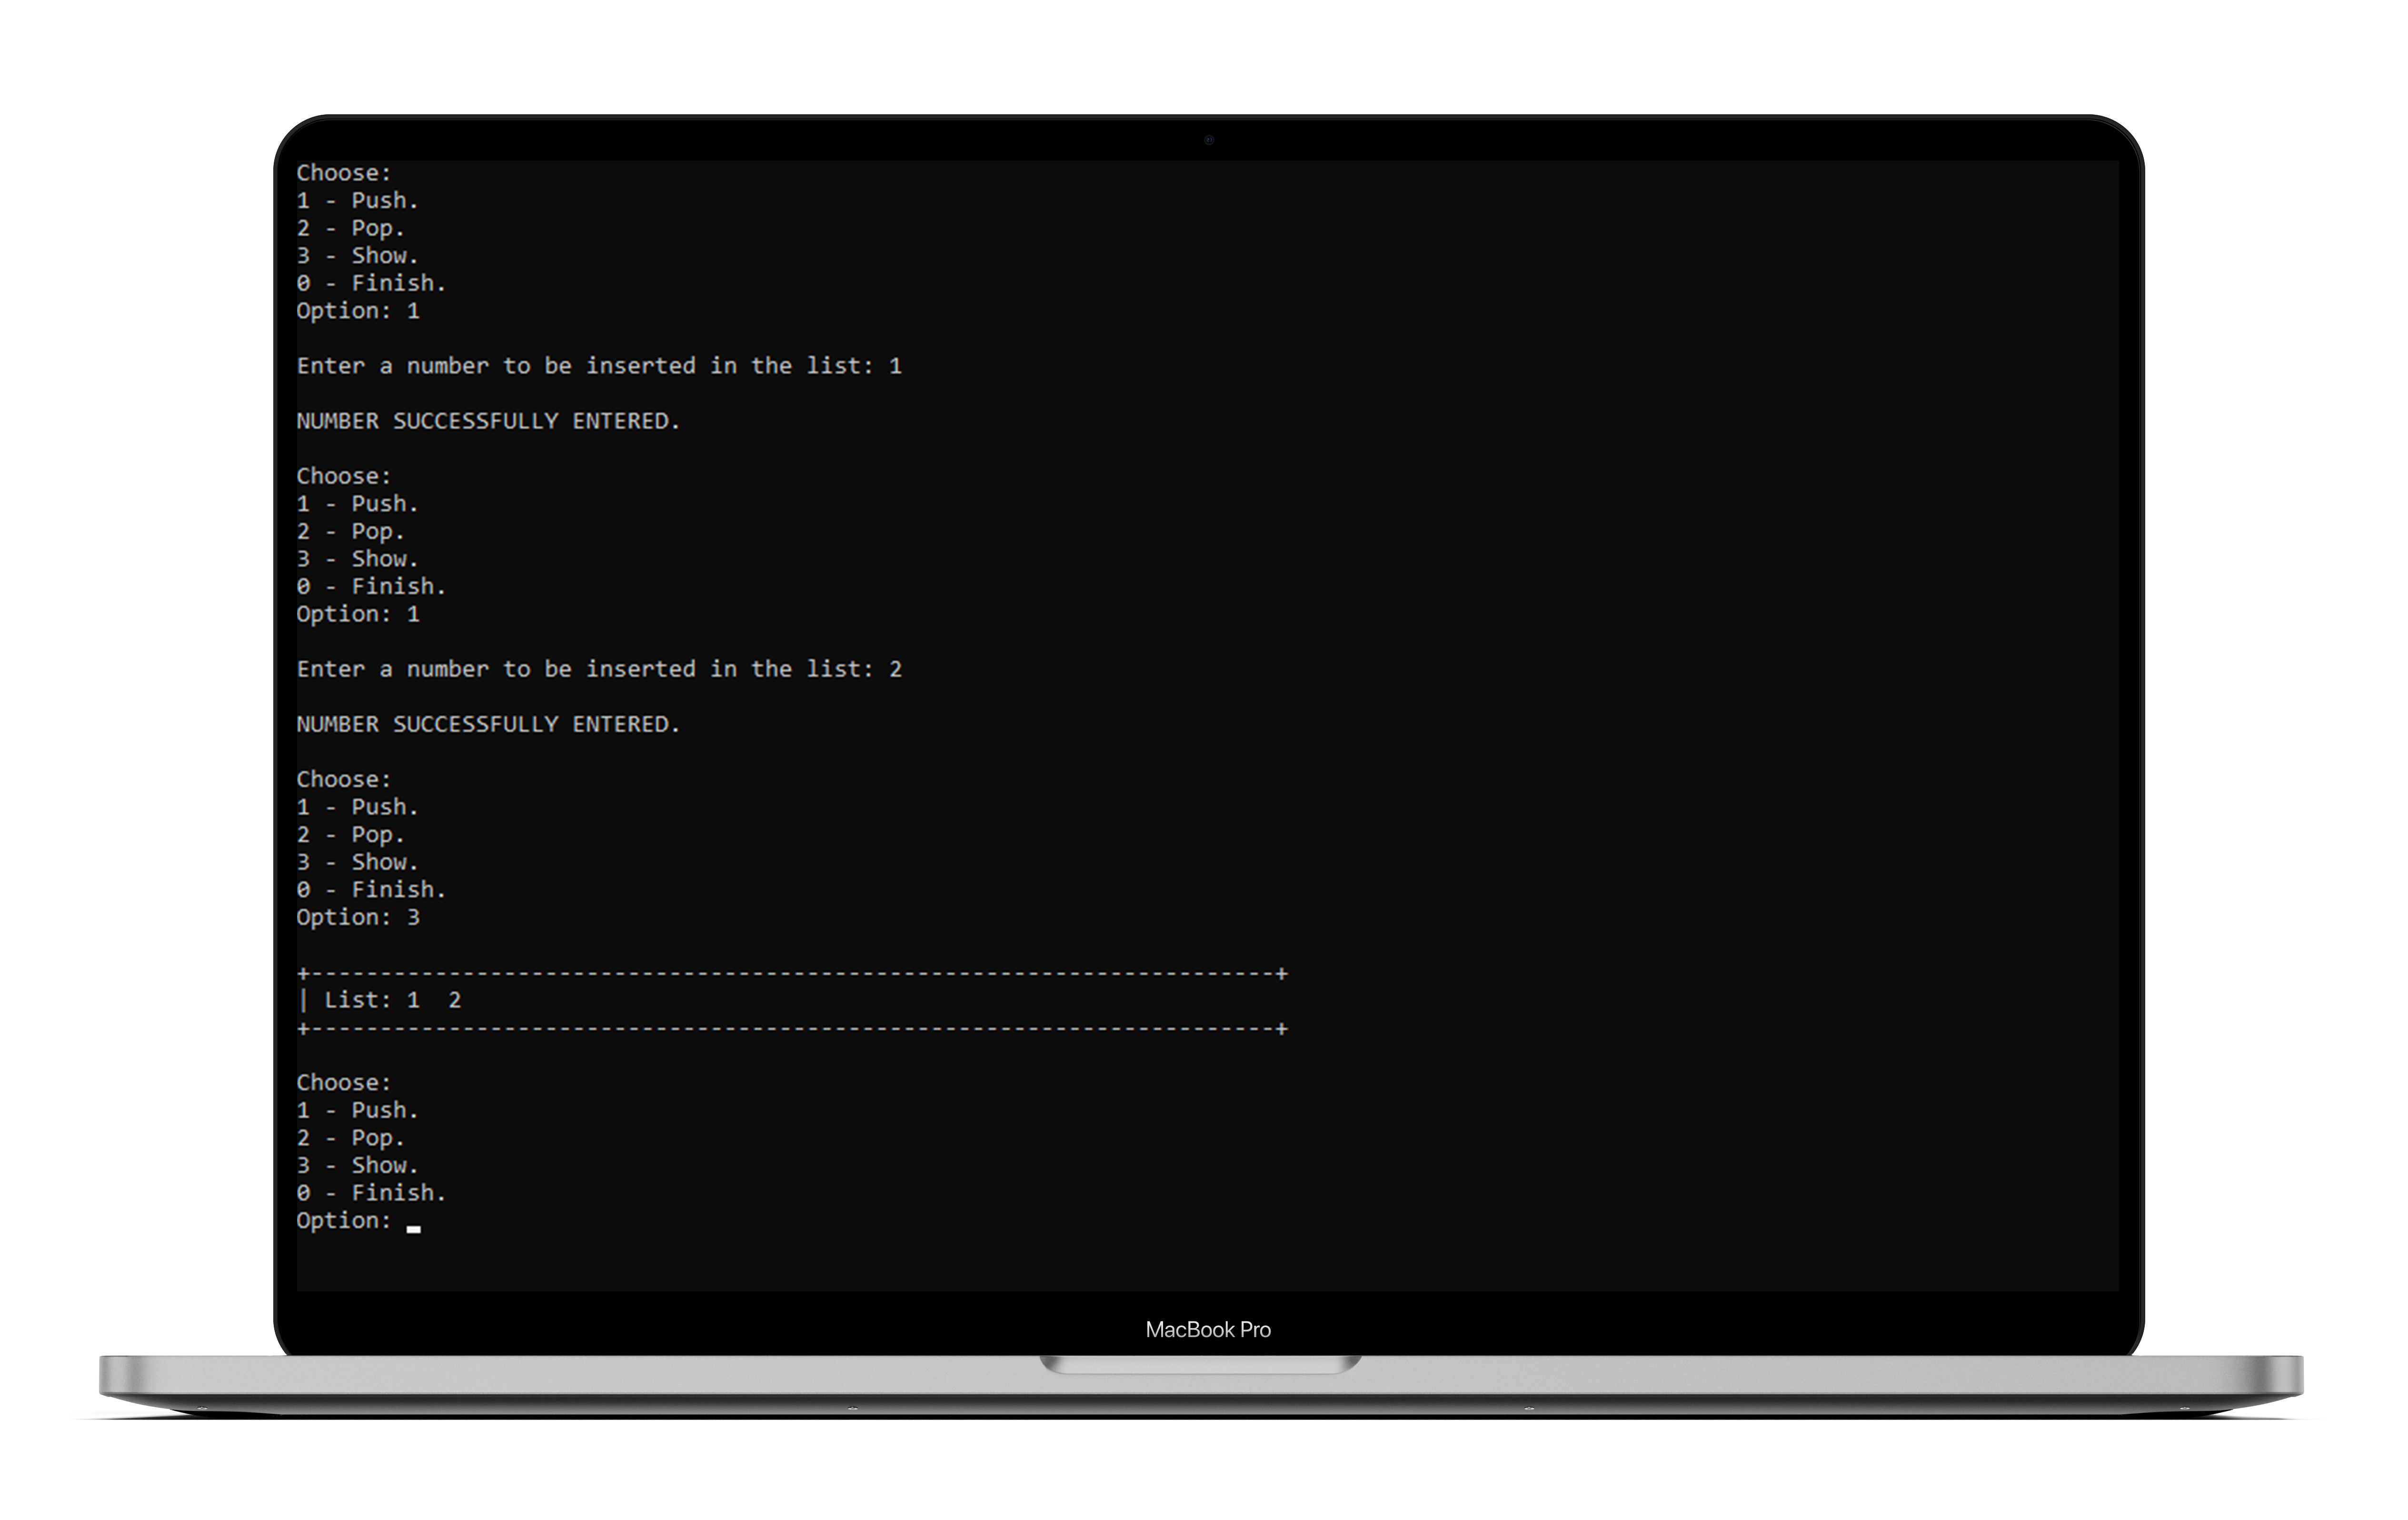 Choose:
1 - Push.
2 - Pop.
3 - Show.
0 - Finish.
Option: 1
Enter a number to be inserted in the list: 1
NUMBER SUCCESSFULLY ENTERED.
Choose:
1 - Push.
2 - Pop.
3 - Show.
0 - Finish.
Option: 1
Enter a number to be inserted in the list: 2
NUMBER SUCCESSFULLY ENTERED.
Choose:
1 - Push.
2 - Pop.
3 - Show.
0 - Finish.
Option: 3
+----------------------------------------------------------------------+
| List: 1  2
+----------------------------------------------------------------------+
Choose:
1 - Push.
2 - Pop.
3 - Show.
0 - Finish.
Option:
MacBook Pro